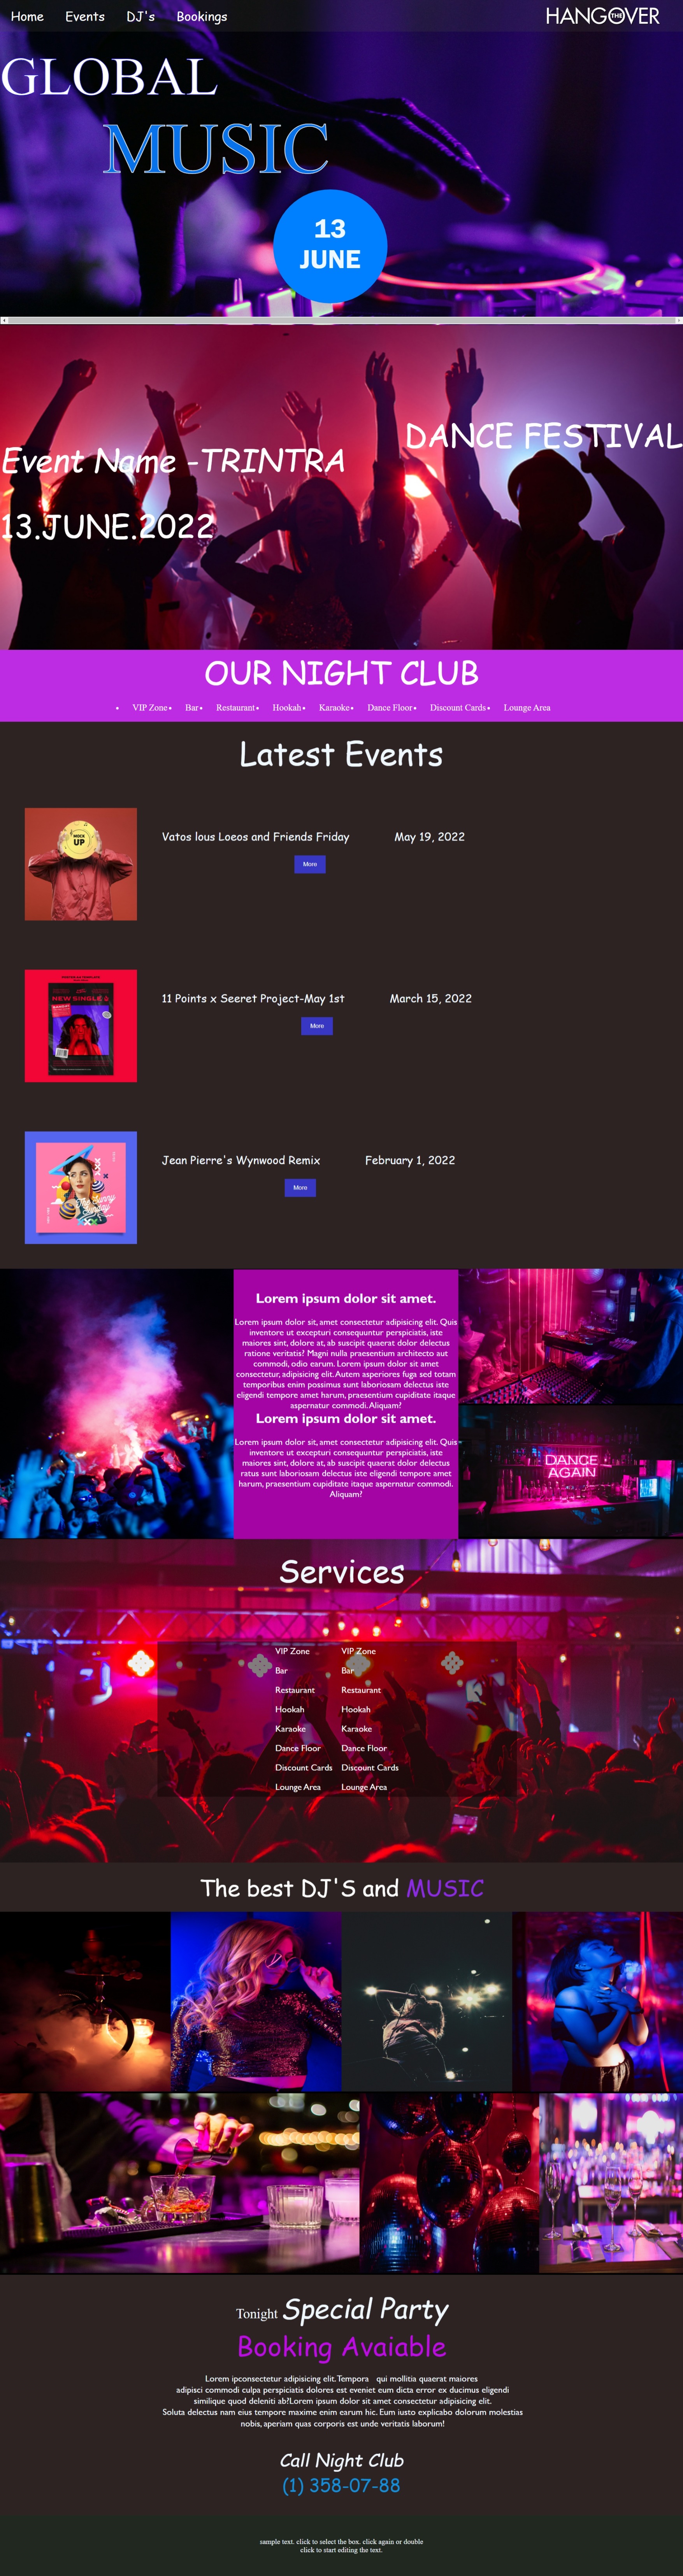 Home Events DJ's Bookings
HANGOVER
THE
GLOBAL
MUSIC
13
JUNE
DANCE FESTIVAL
Event Name -TRINTRA
13.JUNE.2022
OUR NIGHT CLUB
• VIP Zone • Bar • Restaurant • Hookah • Karaoke • Dance Floor • Discount Cards • Lounge Area
Latest Events
MOCK
UP
Vatos lous Loeos and Friends Friday May 19, 2022
More
NEW SINGLE
11 Points x Seeret Project-May 1st March 15, 2022
More
Jean Pierre's Wynwood Remix February 1, 2022
More
Lorem ipsum dolor sit amet.
Lorem ipsum dolor sit, amet consectetur adipisicing elit. Quis
inventore ut excepturi consequuntur perspiciatis, iste
maiores sint, dolore at, ab suscipit quaerat dolor delectus
ratione veritatis? Magni nulla praesentium architecto aut
commodi, odio earum. Lorem ipsum dolor sit amet
consectetur, adipisicing elit. Autem asperiores fuga sed totam
temporibus enim possimus sunt laboriosam delectus iste
eligendi tempore amet harum, praesentium cupiditate itaque
aspernatur commodi. Aliquam?
Lorem ipsum dolor sit amet.
Lorem ipsum dolor sit, amet consectetur adipisicing elit. Quis
inventore ut excepturi consequuntur perspiciatis, iste
maiores sint, dolore at, ab suscipit quaerat dolor delectus
ratus sunt laboriosam delectus iste eligendi tempore amet
harum, praesentium cupiditate itaque aspernatur commodi.
Aliquam?
DANCE
AGAIN
Services
VIP Zone VIP Zone
Bar Bar
Restaurant Restaurant
Hookah Hookah
Karaoke Karaoke
Dance Floor Dance Floor
Discount Cards Discount Cards
Lounge Area Lounge Area
The best DJ'S and MUSIC
Tonight Special Party
Booking Avaiable
Lorem ipconsectetur adipisicing elit. Tempora qui mollitia quaerat maiores
adipisci commodi culpa perspiciatis dolores est eveniet eum dicta error ex ducimus eligendi
similique quod deleniti ab?Lorem ipsum dolor sit amet consectetur adipisicing elit.
Soluta delectus nam eius tempore maxime enim earum hic. Eum iusto explicabo dolorum molestias
nobis, aperiam quas corporis est unde veritatis laborum!
Call Night Club
(1) 358-07-88
sample text. click to select the box. click again or double
click to start editing the text.